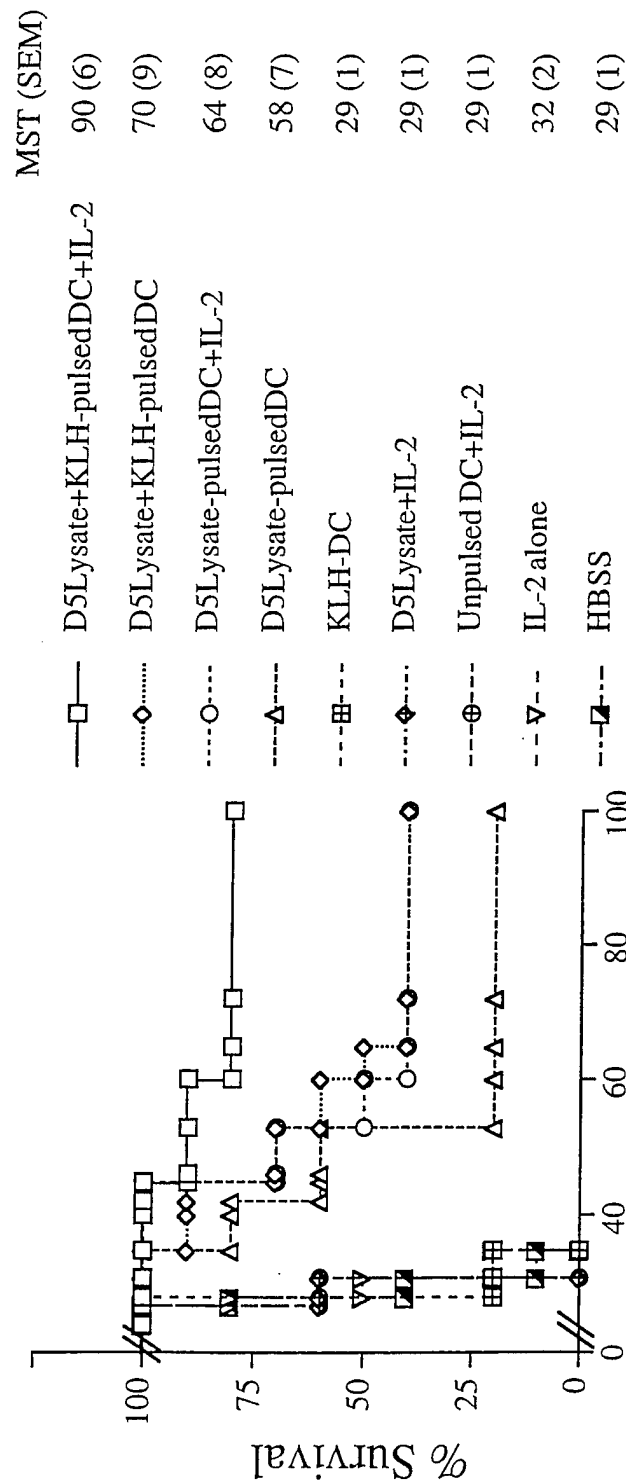 MST (SEM)
D5Lysate+KLH-pulsedDC+IL-2 90 (6)
D5Lysate+KLH-pulsedDC 70 (9)
D5Lysate-pulsedDC+IL-2 64 (8)
D5Lysate-pulsedDC 58 (7)
KLH-DC 29 (1)
D5Lysate+IL-2 29 (1)
Unpulsed DC+IL-2 29 (1)
IL-2 alone 32 (2)
HBSS 29 (1)
% Survival
100
75
50
25
0
0 40 60 80 100